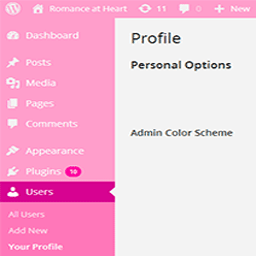 Romance at Heart 11 0 + New
Dashboard
Posts
Media
Pages
Comments
Appearance
Plugins 10
Users
All Users
Add New
Your Profile
Profile
Personal Options
Admin Color Scheme